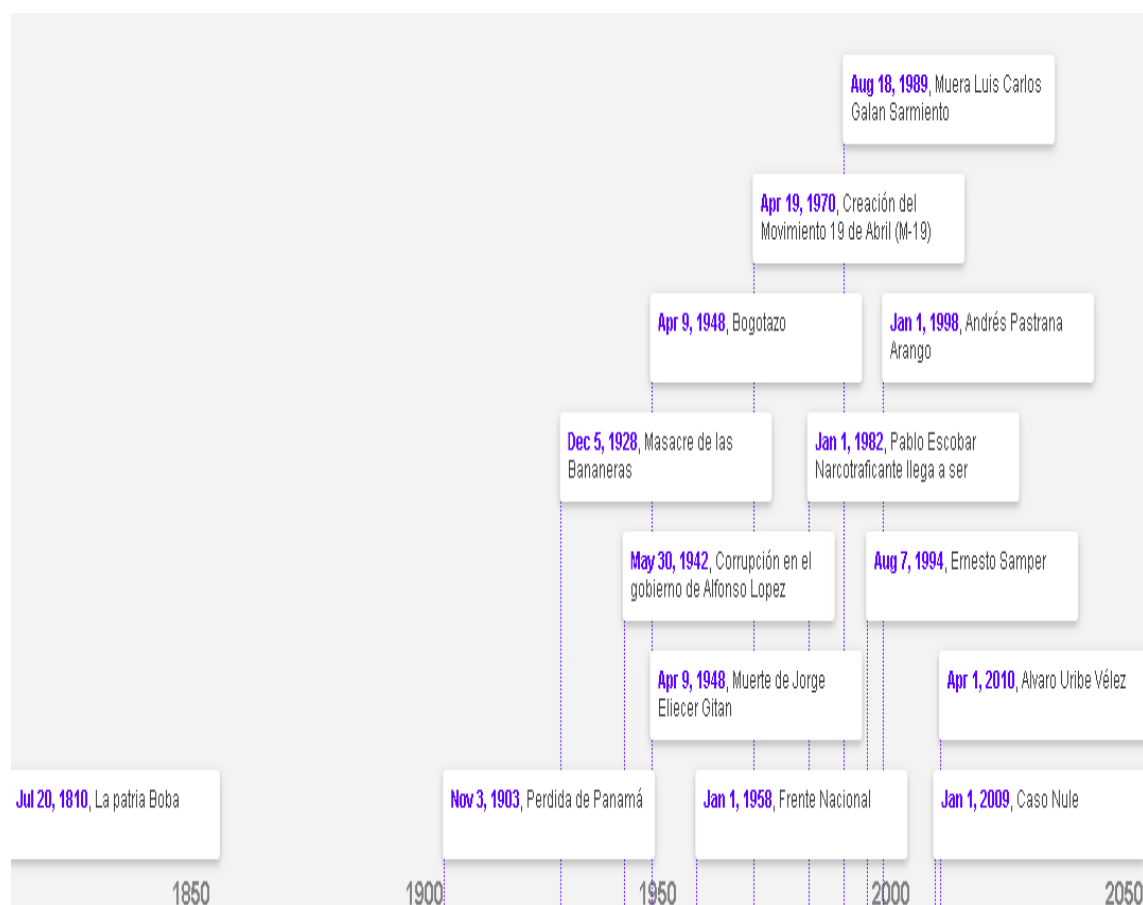 Aug 18, 1989, Muera Luis Carlos
Galan Sarmiento
Apr 19, 1970, Creación del
Movimiento 19 de Abril (M-19)
Apr 9, 1948, Bogotazo
Jan 1, 1998, Andrés Pastrana
Arango
Dec 5, 1928, Masacre de las
Bananeras
Jan 1, 1982, Pablo Escobar
Narcotraficante llega a ser
May 30, 1942, Corrupción en el
gobierno de Alfonso Lopez
Aug 7, 1994, Ernesto Samper
Apr 9, 1948, Muerte de Jorge
Eliecer Gitan
Apr 1, 2010, Alvaro Uribe Vélez
Jul 20, 1810, La patria Boba
Nov 3, 1903, Perdida de Panamá
Jan 1, 1958, Frente Nacional
Jan 1, 2009, Caso Nule
1850 1900 1950 2000 2050